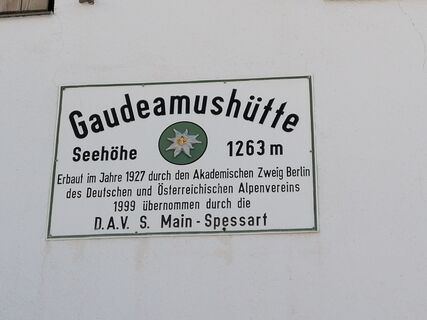 Gaudeamushütte
Seehöhe 1263 m
Erbaut im Jahre 1927 durch den Akademischen Zweig Berlin
des Deutschen und Österreichischen Alpenvereins
1999 übernommen durch die
D.A.V. S. Main - Spessart